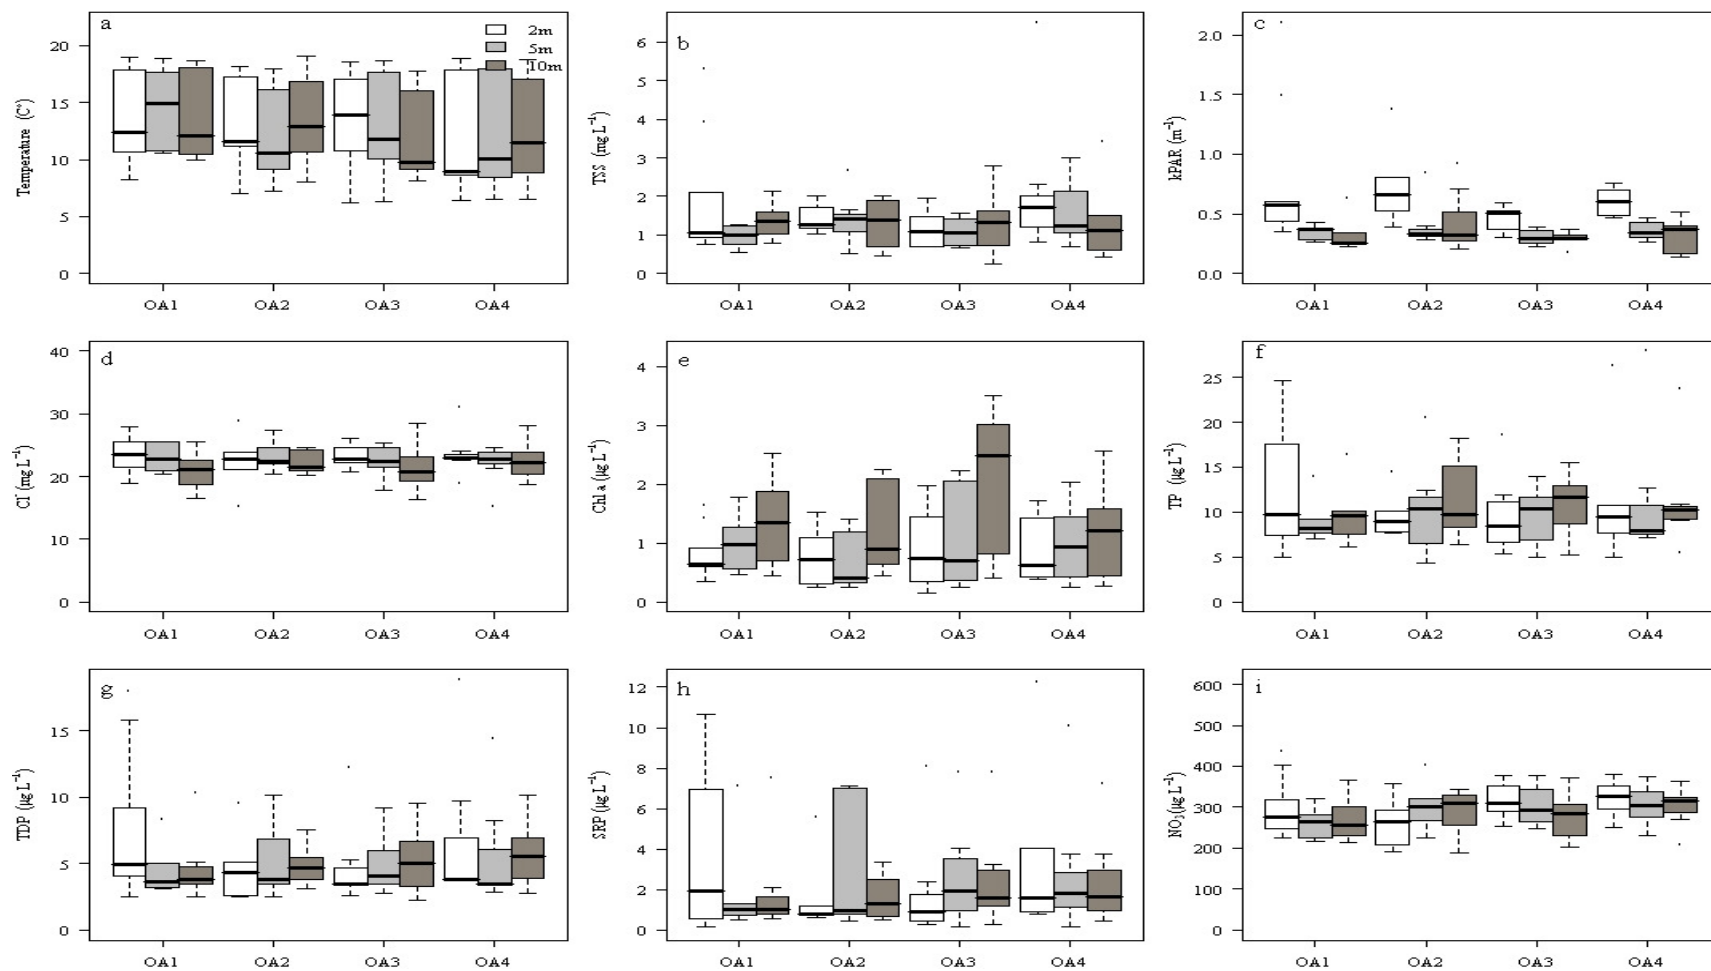 a
2m
5m
10m
Temperature (C°)
20
15
10
5
0
OA1 OA2 OA3 OA4
b
TSS (mg L⁻¹)
6
5
4
3
2
1
0
OA1 OA2 OA3 OA4
c
kPAR (m⁻¹)
2.0
1.5
1.0
0.5
0.0
OA1 OA2 OA3 OA4
d
Cl⁻ (mg L⁻¹)
40
30
20
10
0
OA1 OA2 OA3 OA4
e
Chl a (µg L⁻¹)
4
3
2
1
0
OA1 OA2 OA3 OA4
f
TP (µg L⁻¹)
25
20
15
10
5
0
OA1 OA2 OA3 OA4
g
TDP (µg L⁻¹)
15
10
5
0
OA1 OA2 OA3 OA4
h
SRP (µg L⁻¹)
12
10
8
6
4
2
0
OA1 OA2 OA3 OA4
i
NO₃ (µg L⁻¹)
600
500
400
300
200
100
0
OA1 OA2 OA3 OA4